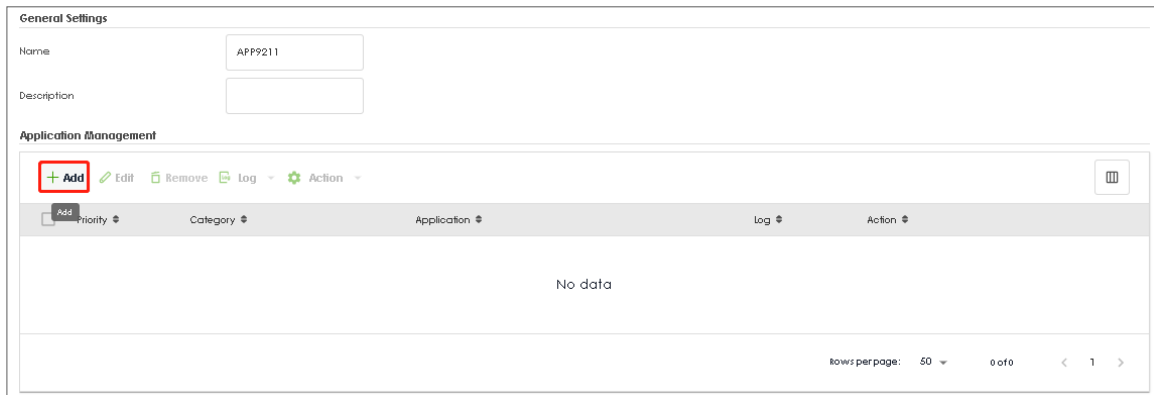 General Settings
Name APP9211
Description
Application Management
Add Edit Remove Log Action
Add
Priority Category Application Log Action
No data
Rows per page: 50 0 of 0 < 1 >